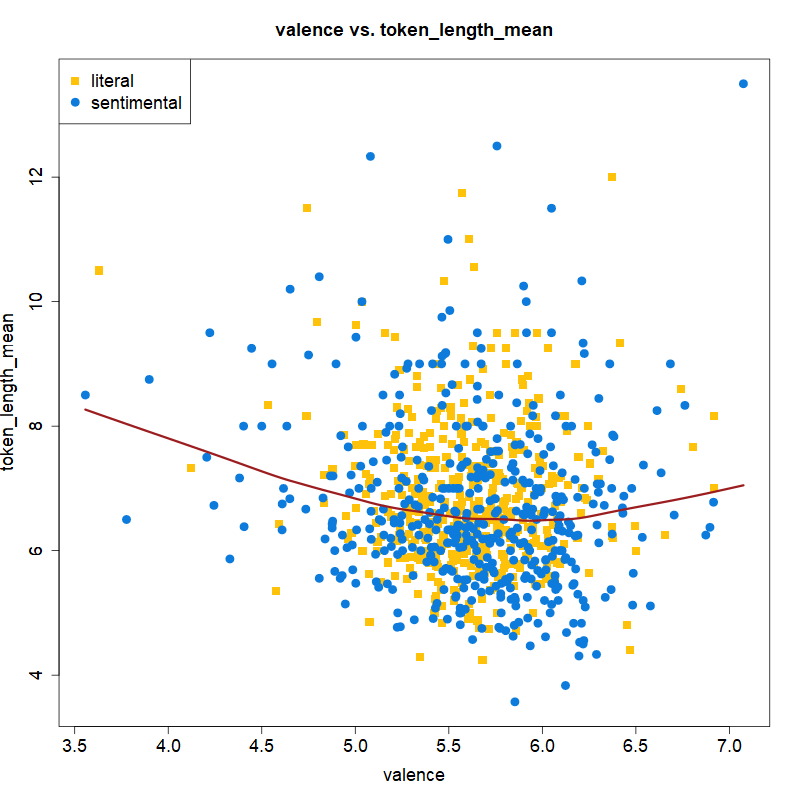 valence vs. token_length_mean
literal
sentimental
token_length_mean
12
10
8
6
4
3.5 4.0 4.5 5.0 5.5 6.0 6.5 7.0
valence